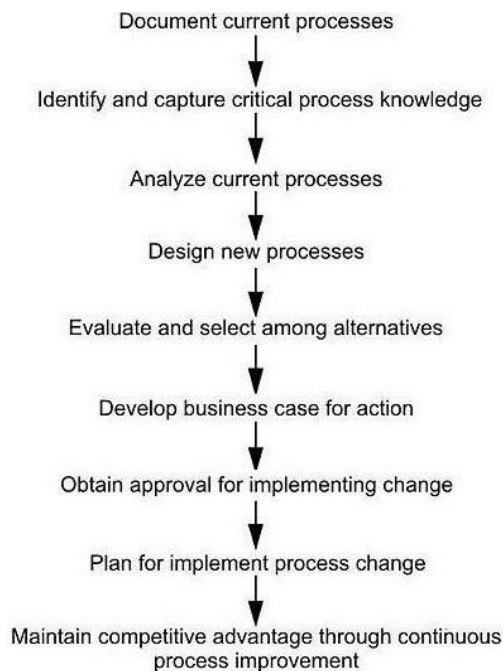 Document current processes
Identify and capture critical process knowledge
Analyze current processes
Design new processes
Evaluate and select among alternatives
Develop business case for action
Obtain approval for implementing change
Plan for implement process change
Maintain competitive advantage through continuous
process improvement